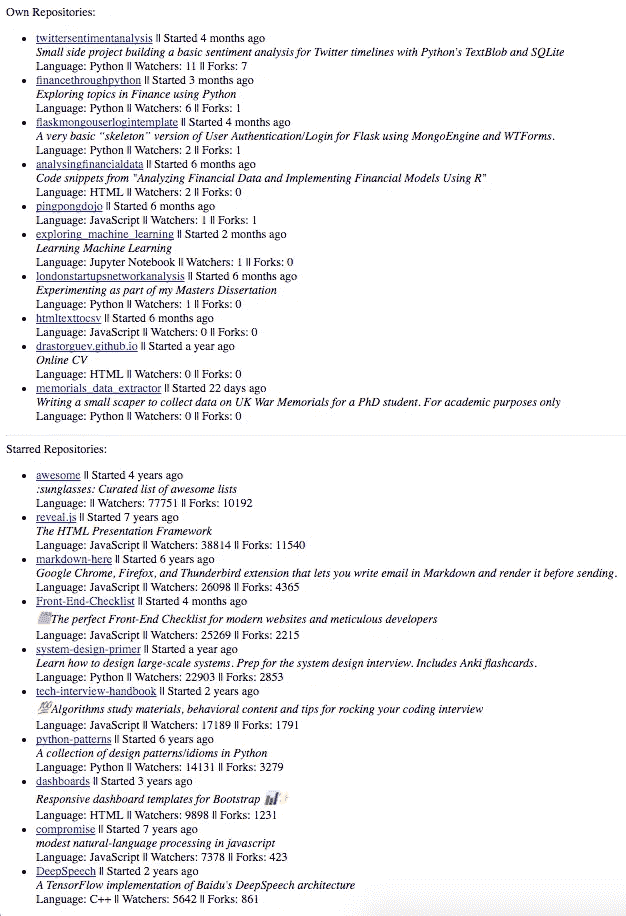 Own Repositories:
twittersentimentanalysis || Started 4 months ago
Small side project building a basic sentiment analysis for Twitter timelines with Python's TextBlob and SQLite
Language: Python || Watchers: 11 || Forks: 7
financethroughpython || Started 3 months ago
Exploring topics in Finance using Python
Language: Python || Watchers: 6 || Forks: 1
flaskmongouserlogintemplate || Started 4 months ago
A very basic “skeleton” version of User Authentication/Login for Flask using MongoEngine and WTForms.
Language: Python || Watchers: 2 || Forks: 1
analysingfinancialdata || Started 6 months ago
Code snippets from "Analyzing Financial Data and Implementing Financial Models Using R"
Language: HTML || Watchers: 2 || Forks: 0
pingpongdojo || Started 6 months ago
Language: JavaScript || Watchers: 1 || Forks: 1
exploring_machine_learning || Started 2 months ago
Learning Machine Learning
Language: Jupyter Notebook || Watchers: 1 || Forks: 0
londonstartupsnetworkanalysis || Started 6 months ago
Experimenting as part of my Masters Dissertation
Language: Python || Watchers: 1 || Forks: 0
htmltexttocsv || Started 6 months ago
Language: JavaScript || Watchers: 0 || Forks: 0
drastorguev.github.io || Started a year ago
Online CV
Language: HTML || Watchers: 0 || Forks: 0
memorials_data_extractor || Started 22 days ago
Writing a small scaper to collect data on UK War Memorials for a PhD student. For academic purposes only
Language: Python || Watchers: 0 || Forks: 0
Starred Repositories:
awesome || Started 4 years ago
:sunglasses: Curated list of awesome lists
Language: || Watchers: 77751 || Forks: 10192
reveal.js || Started 7 years ago
The HTML Presentation Framework
Language: JavaScript || Watchers: 38814 || Forks: 11540
markdown-here || Started 6 years ago
Google Chrome, Firefox, and Thunderbird extension that lets you write email in Markdown and render it before sending.
Language: JavaScript || Watchers: 26098 || Forks: 4365
Front-End-Checklist || Started 4 months ago
The perfect Front-End Checklist for modern websites and meticulous developers
Language: JavaScript || Watchers: 25269 || Forks: 2215
system-design-primer || Started a year ago
Learn how to design large-scale systems. Prep for the system design interview. Includes Anki flashcards.
Language: Python || Watchers: 22903 || Forks: 2853
tech-interview-handbook || Started 2 years ago
💯Algorithms study materials, behavioral content and tips for rocking your coding interview
Language: JavaScript || Watchers: 17189 || Forks: 1791
python-patterns || Started 6 years ago
A collection of design patterns/idioms in Python
Language: Python || Watchers: 14131 || Forks: 3279
dashboards || Started 3 years ago
Responsive dashboard templates for Bootstrap 📊✨
Language: HTML || Watchers: 9898 || Forks: 1231
compromise || Started 7 years ago
modest natural-language processing in javascript
Language: JavaScript || Watchers: 7378 || Forks: 423
DeepSpeech || Started 2 years ago
A TensorFlow implementation of Baidu's DeepSpeech architecture
Language: C++ || Watchers: 5642 || Forks: 861